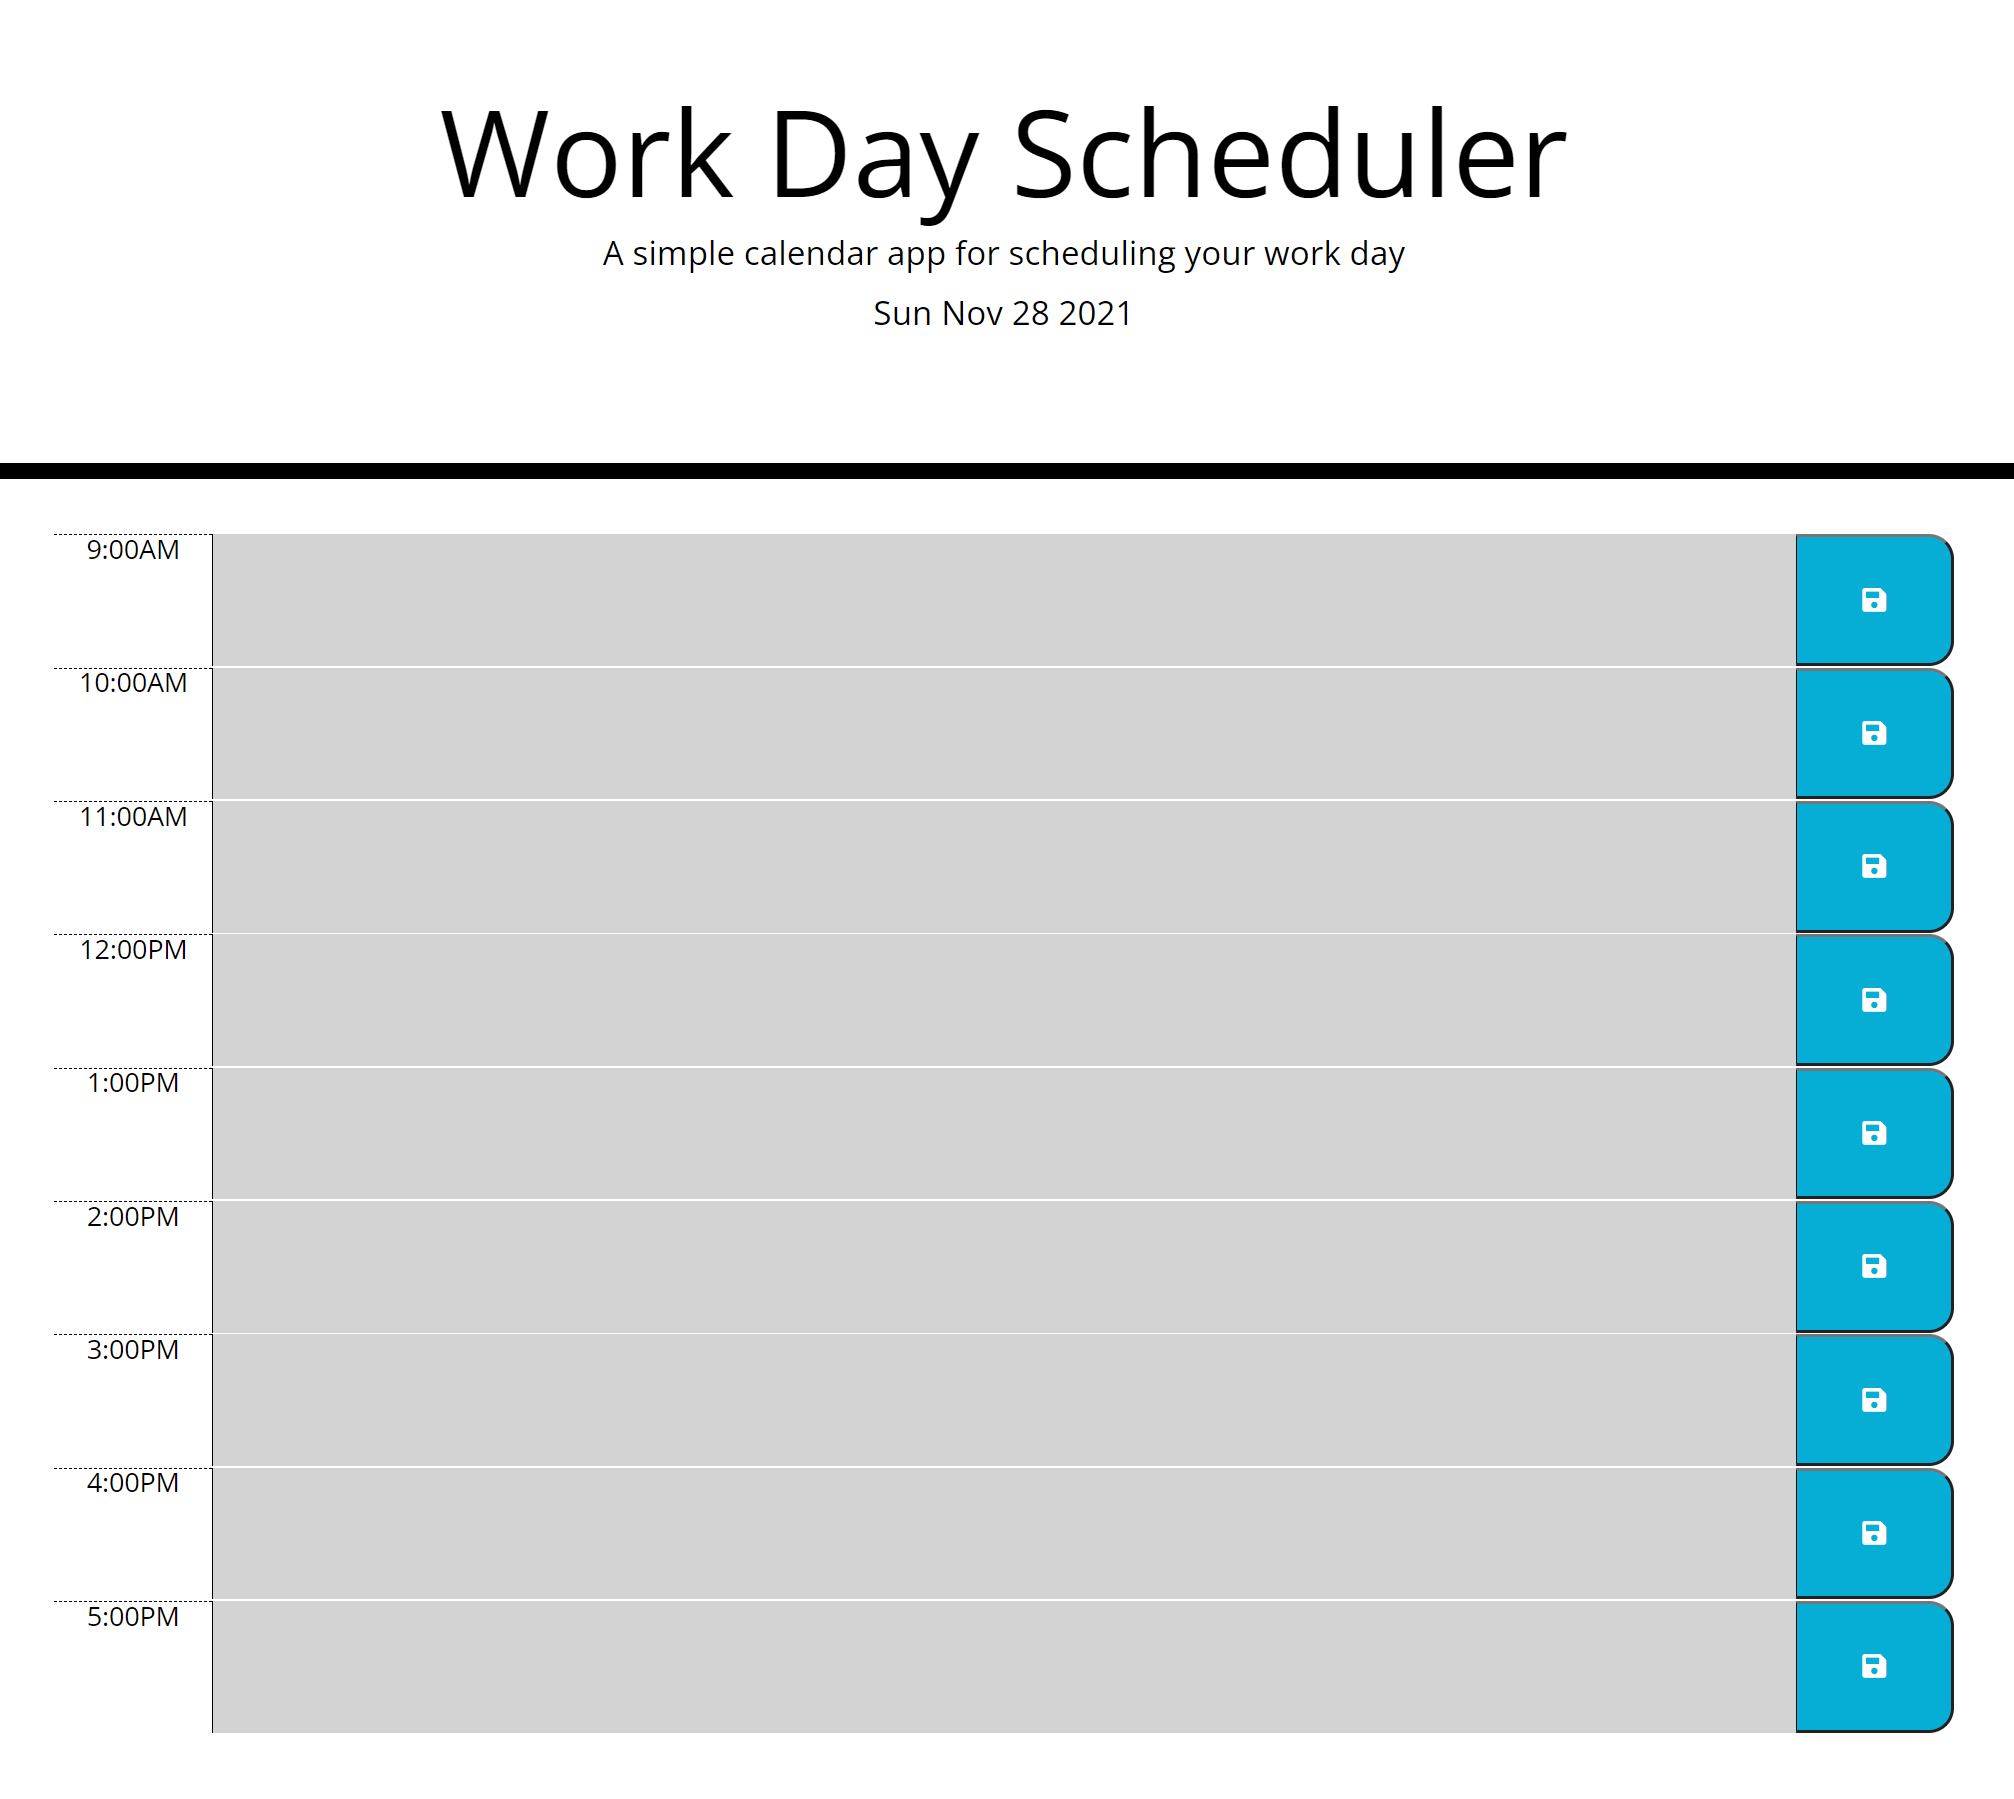 Work Day Scheduler
A simple calendar app for scheduling your work day
Sun Nov 28 2021
9:00AM
10:00AM
11:00AM
12:00PM
1:00PM
2:00PM
3:00PM
4:00PM
5:00PM